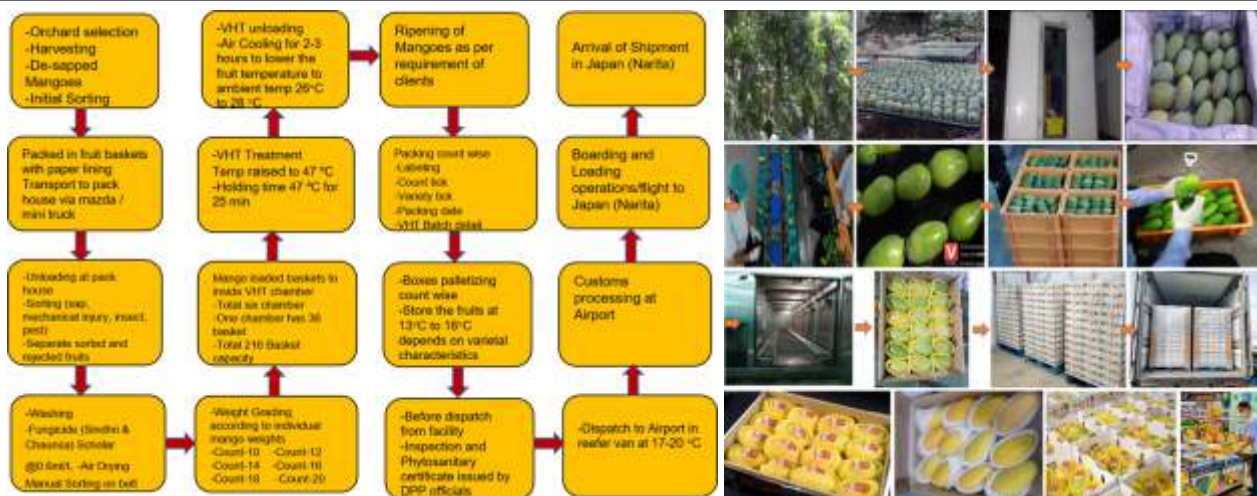 -Orchard selection
-Harvesting
-De-sapped
Mangoes
-Initial Sorting
Packed in fruit baskets
with paper lining
Transport to pack
house via mazda /
mini truck
-Unloading at pack
house
-Sorting (sap,
mechanical injury, insect,
pest)
-Separate sorted and
rejected fruits
-Washing
-Fungicide (Sindhri &
Chaunsa) Scholar
@0.6ml/L -Air Drying
Manual Sorting on belt
-Weight Grading
according to individual
mango weights
-Count-10 -Count-12
-Count-14 -Count-16
-Count-18 -Count-20
Mango loaded baskets to
inside VHT chamber
-Total six chamber
-One chamber has 36
basket
-Total 216 Basket
capacity
-VHT Treatment
Temp raised to 47 °C
-Holding time 47 °C for
25 min
-VHT unloading
-Air Cooling for 2-3
hours to lower the
fruit temperature to
ambient temp 26°C
to 28 °C
Ripening of
Mangoes as per
requirement of
clients
Packing count wise
-Labeling
-Count tick
-Variety tick
-Packing date
-VHT Batch detail
-Boxes palletizing
count wise
-Store the fruits at
13°C to 16°C
depends on varietal
characteristics
-Before dispatch
from facility
-Inspection and
Phytosanitary
certificate issued by
DPP officials
-Dispatch to Airport in
reefer van at 17-20 °C
Customs
processing at
Airport
Boarding and
Loading
operations/flight to
Japan (Narita)
Arrival of Shipment
in Japan (Narita)